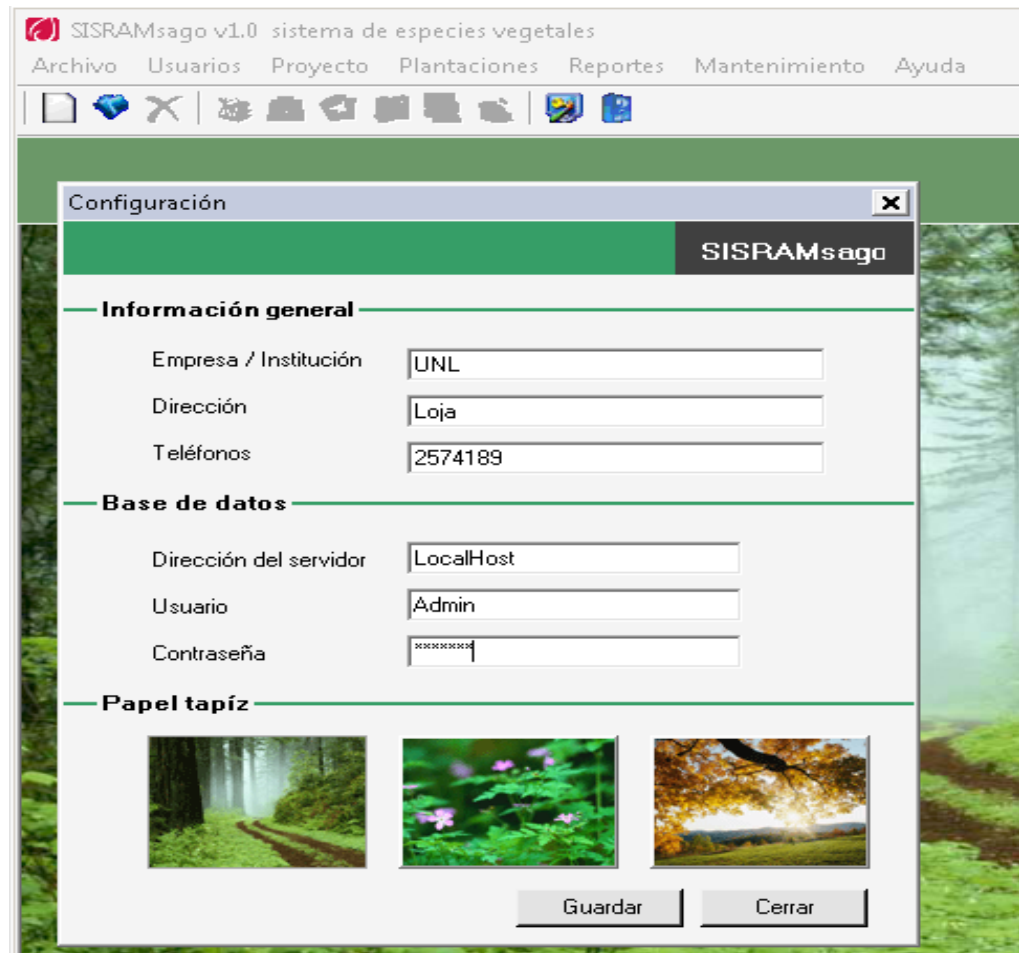 SISRAMsago v1.0 sistema de especies vegetales
Archivo Usuarios Proyecto Plantaciones Reportes Mantenimiento Ayuda
Configuración
SISRAMsago
Información general
Empresa / Institución UNL
Dirección Loja
Teléfonos 2574189
Base de datos
Dirección del servidor LocalHost
Usuario Admin
Contraseña *******
Papel tapíz
Guardar Cerrar